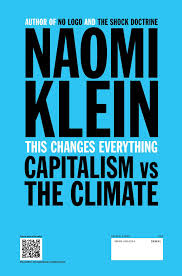 AUTHOR OF NO LOGO AND THE SHOCK DOCTRINE
NAOMI
KLEIN
THIS CHANGES EVERYTHING
CAPITALISM vs
THE CLIMATE